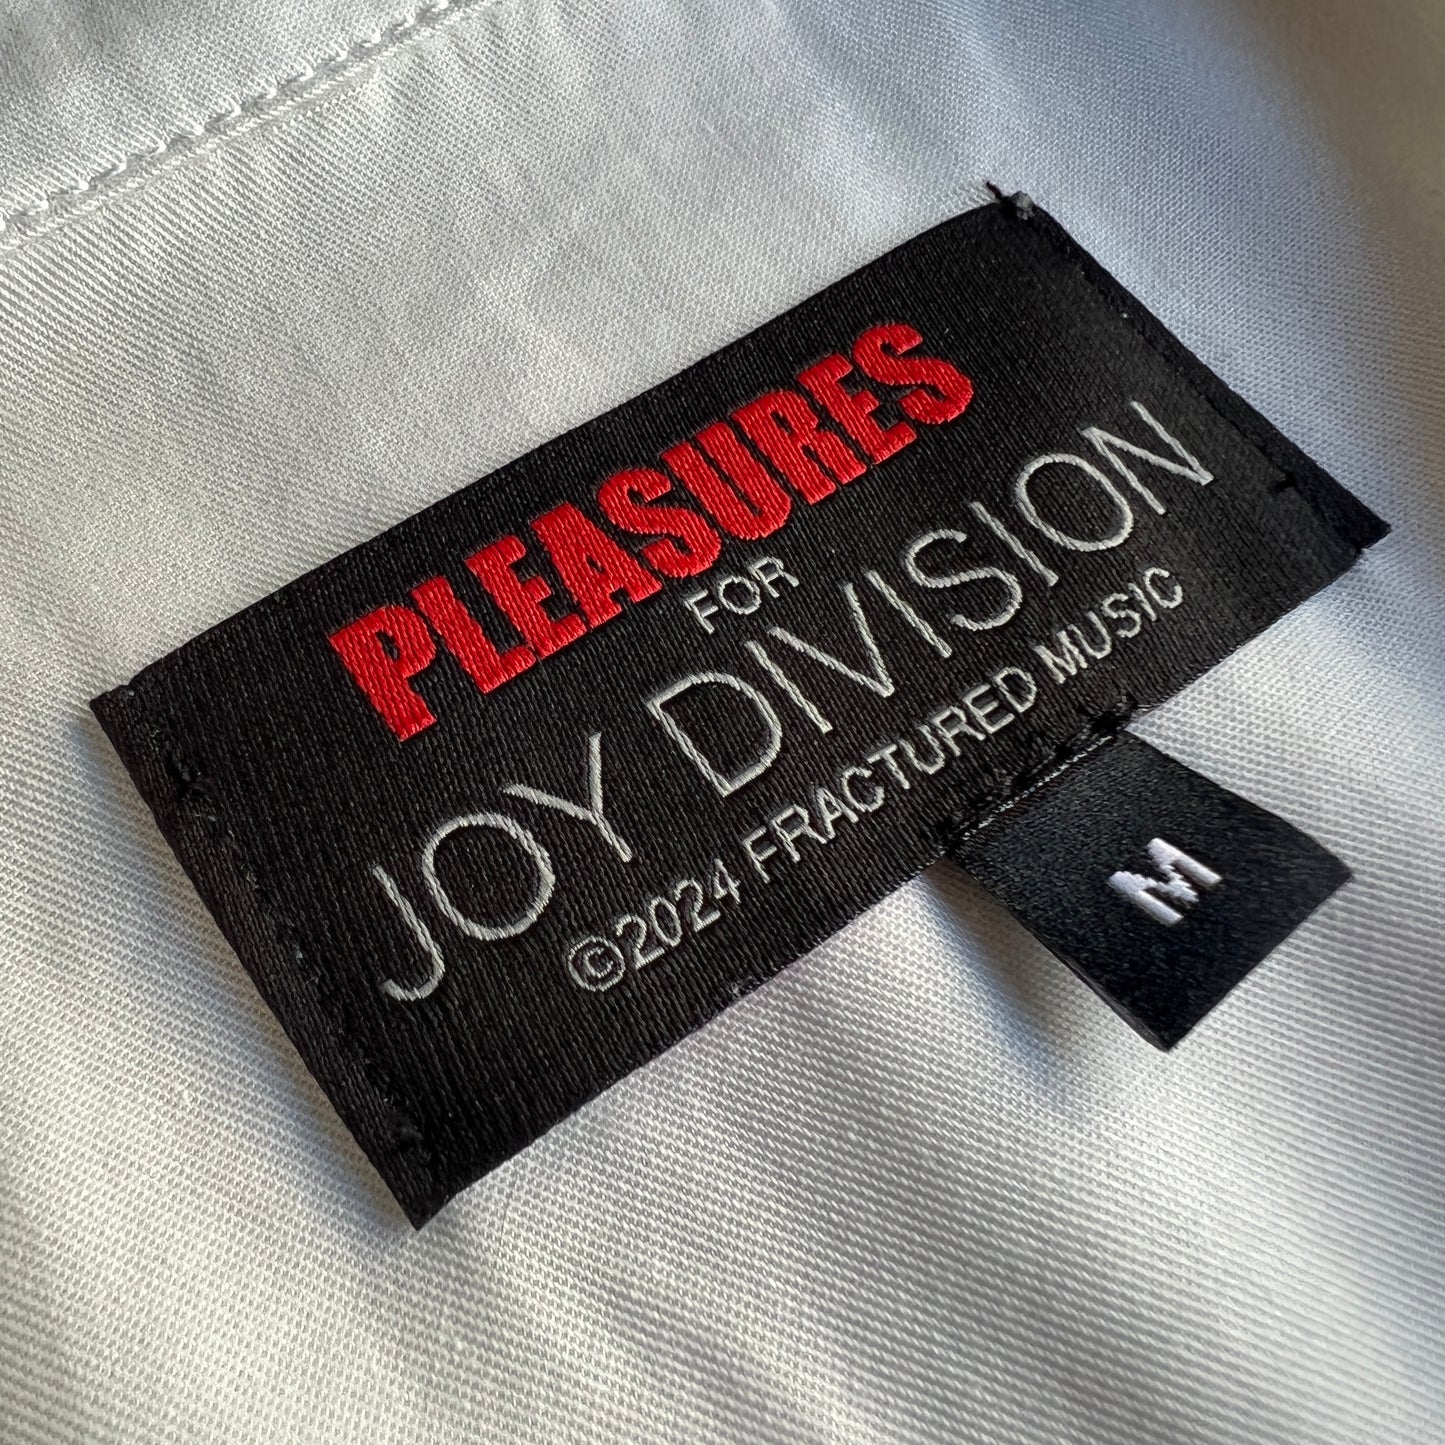 PLEASURES
FOR
JOY DIVISION
©2024 FRACTURED MUSIC
M